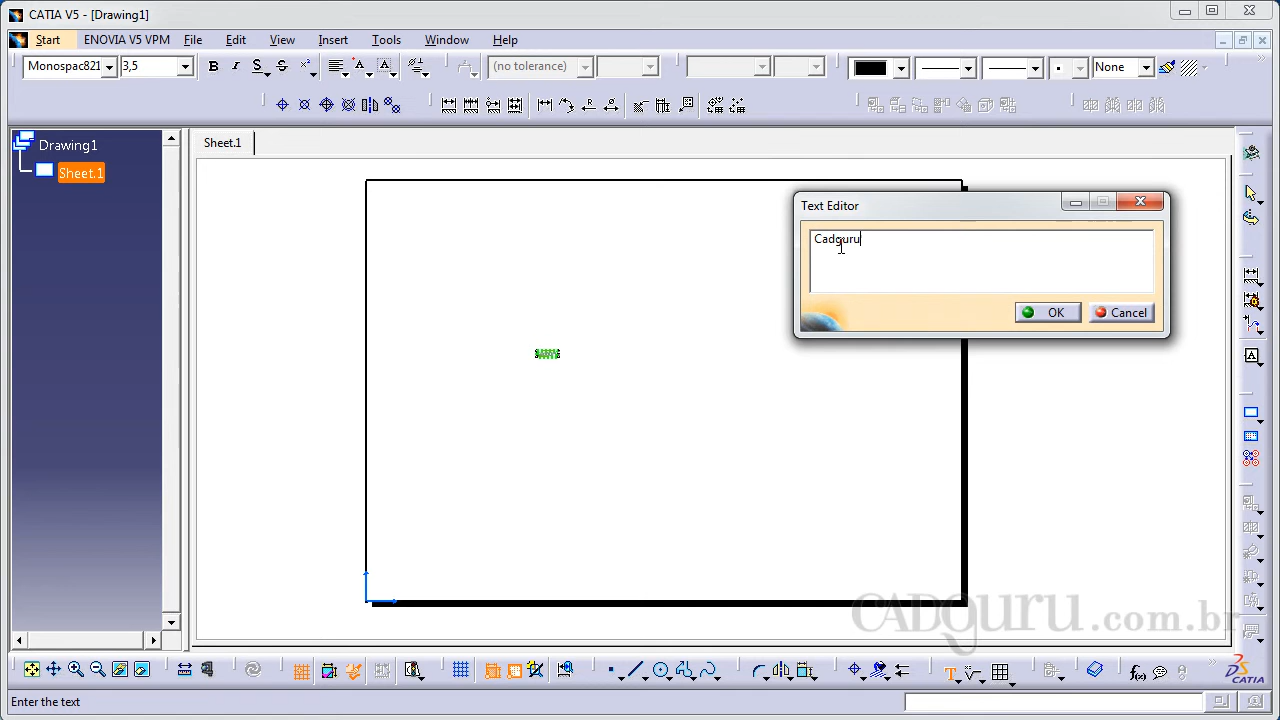 CATIA V5 - [Drawing1]
Start ENOVIA V5 VPM File Edit View Insert Tools Window Help
Monospac821 3,5 (no tolerance) None
Drawing1
Sheet.1
Sheet.1
Text Editor
Cadguru
OK Cancel
CADGuru.com.br
CATIA
Enter the text